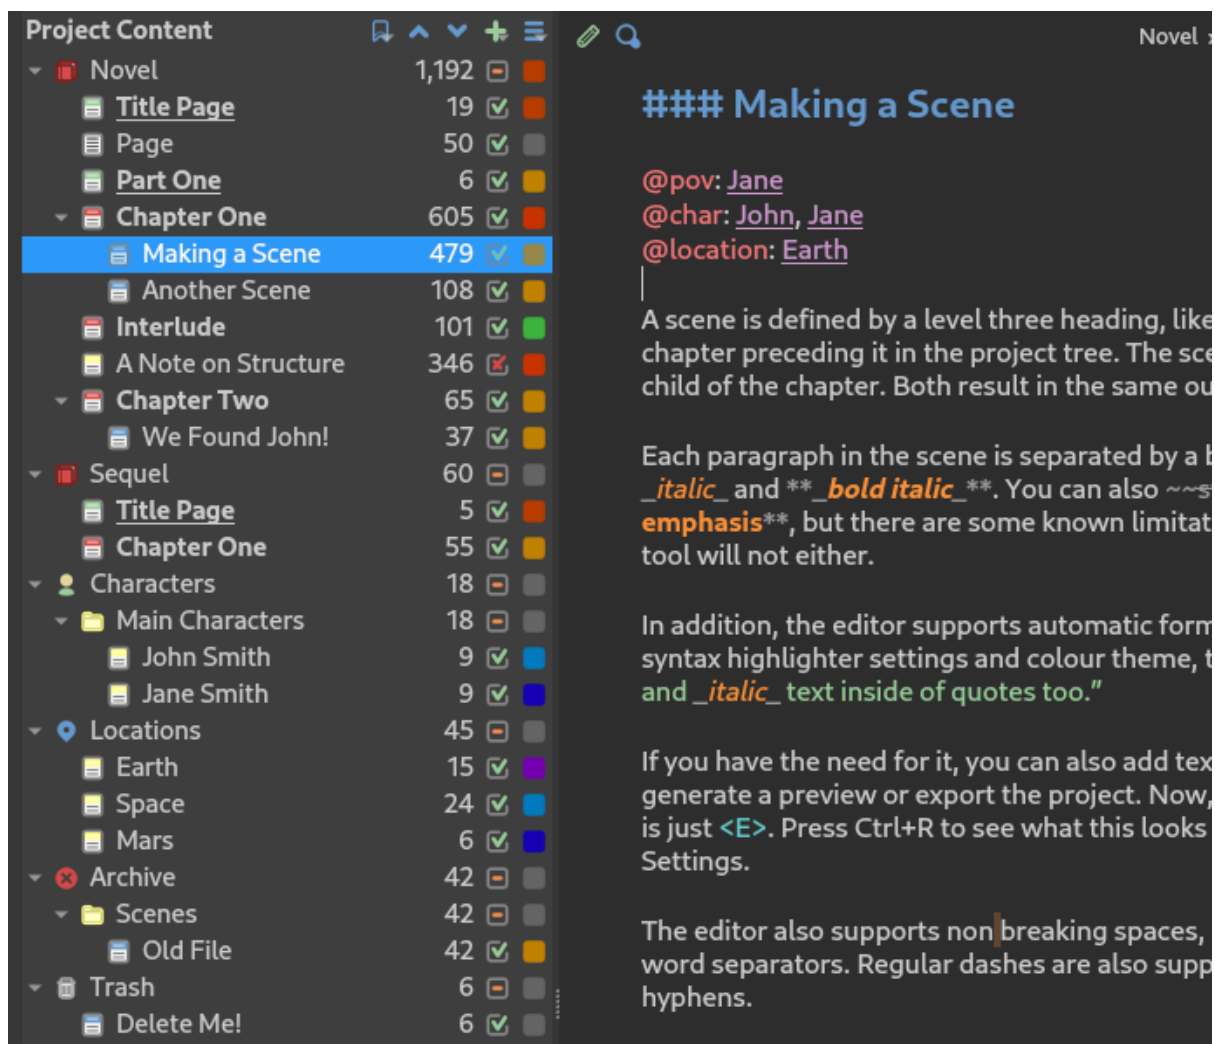 Project Content
Novel 1,192
Title Page 19
Page 50
Part One 6
Chapter One 605
Making a Scene 479
Another Scene 108
Interlude 101
A Note on Structure 346
Chapter Two 65
We Found John! 37
Sequel 60
Title Page 5
Chapter One 55
Characters 18
Main Characters 18
John Smith 9
Jane Smith 9
Locations 45
Earth 15
Space 24
Mars 6
Archive 42
Scenes 42
Old File 42
Trash 6
Delete Me! 6
Novel ›
### Making a Scene
@pov: Jane
@char: John, Jane
@location: Earth
A scene is defined by a level three heading, like
chapter preceding it in the project tree. The sce
child of the chapter. Both result in the same ou
Each paragraph in the scene is separated by a b
_italic_ and **_bold italic_**. You can also ~~s
emphasis**, but there are some known limitat
tool will not either.
In addition, the editor supports automatic form
syntax highlighter settings and colour theme, t
and _italic_ text inside of quotes too.”
If you have the need for it, you can also add tex
generate a preview or export the project. Now,
is just <E>. Press Ctrl+R to see what this looks
Settings.
The editor also supports non breaking spaces,
word separators. Regular dashes are also supp
hyphens.